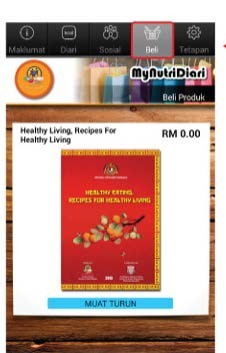 Maklumat Diari Sosial Beli Tetapan
MyNutriDiari
Beli Produk
Healthy Living, Recipes For
Healthy Living
RM 0.00
HEALTHY EATING:
RECIPES FOR HEALTHY LIVING
MUAT TURUN